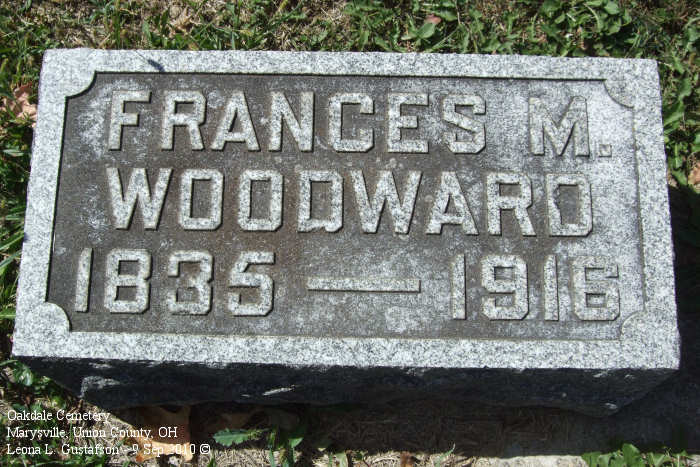 FRANCES M.
WOODWARD
1835 — 1916
Oakdale Cemetery
Marysville, Union County, OH
Leona L. Gustafson - 9 Sep 2010 ©